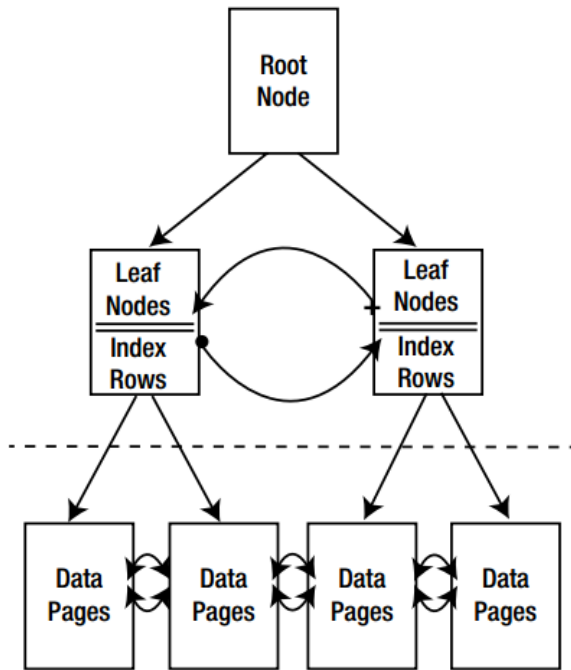 Root
Node
Leaf
Nodes
Index
Rows
Leaf
Nodes
Index
Rows
Data
Pages
Data
Pages
Data
Pages
Data
Pages